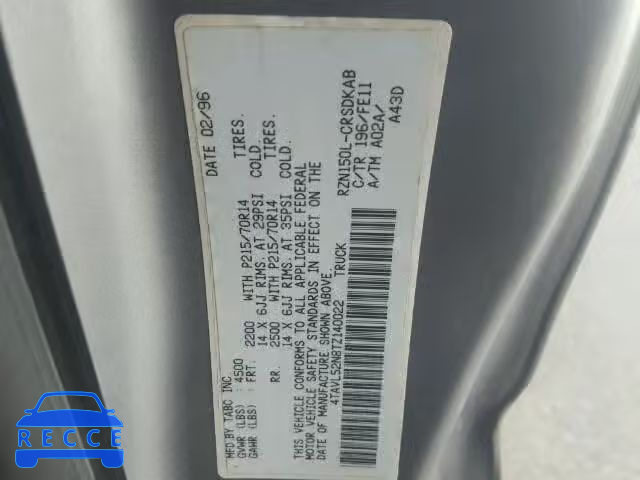 MFG.BY TABC INC DATE 02/96
GVWR (LBS) : 4500
GAWR (LBS) : FRT. 2200 WITH P215/70R14 TIRES.
14 X 6JJ RIMS. AT 29PSI COLD.
RR. 2500 WITH P215/70R14 TIRES.
14 X 6JJ RIMS. AT 35PSI COLD.
THIS VEHICLE CONFORMS TO ALL APPLICABLE FEDERAL
MOTOR VEHICLE SAFETY STANDARDS IN EFFECT ON THE
DATE OF MANUFACTURE SHOWN ABOVE.
4TAVL52N8TZ140022 TRUCK
RZN150L-CRSDKAB
C/TR 196/FE11
A/TM A02A/
A43D
RECCE